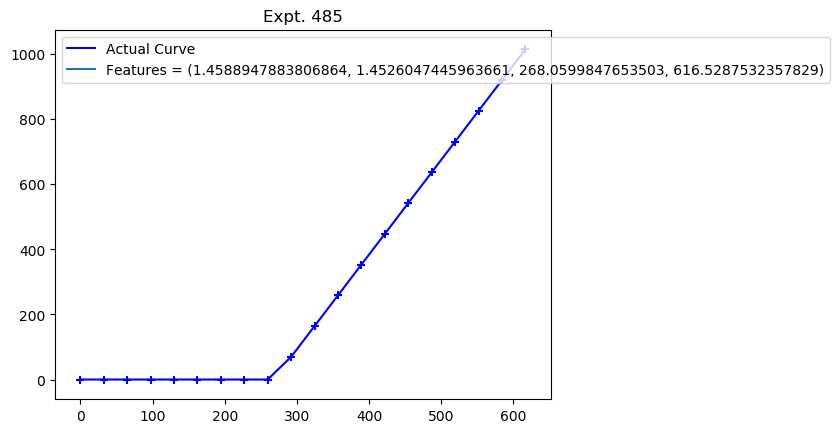 Expt. 485
Actual Curve
Features = (1.4588947883806864, 1.4526047445963661, 268.0599847653503, 616.5287532357829)
1000
800
600
400
200
0
0 100 200 300 400 500 600